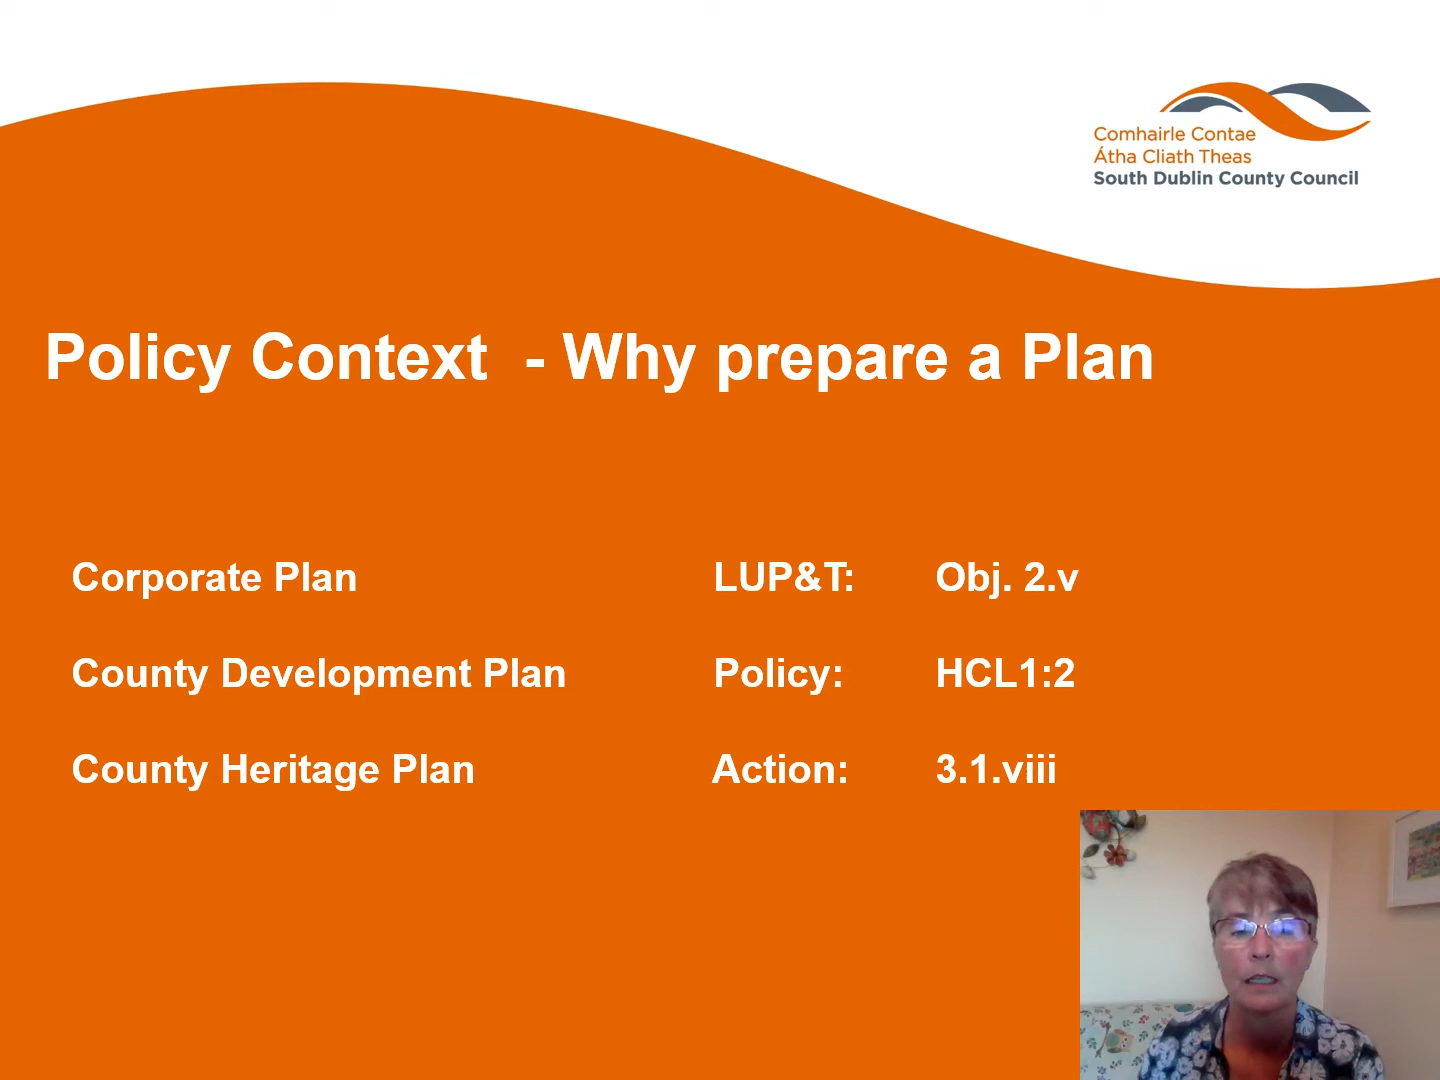 Comhairle Contae
Átha Cliath Theas
South Dublin County Council
Policy Context - Why prepare a Plan
Corporate Plan LUP&T: Obj. 2.v
County Development Plan Policy: HCL1:2
County Heritage Plan Action: 3.1.viii